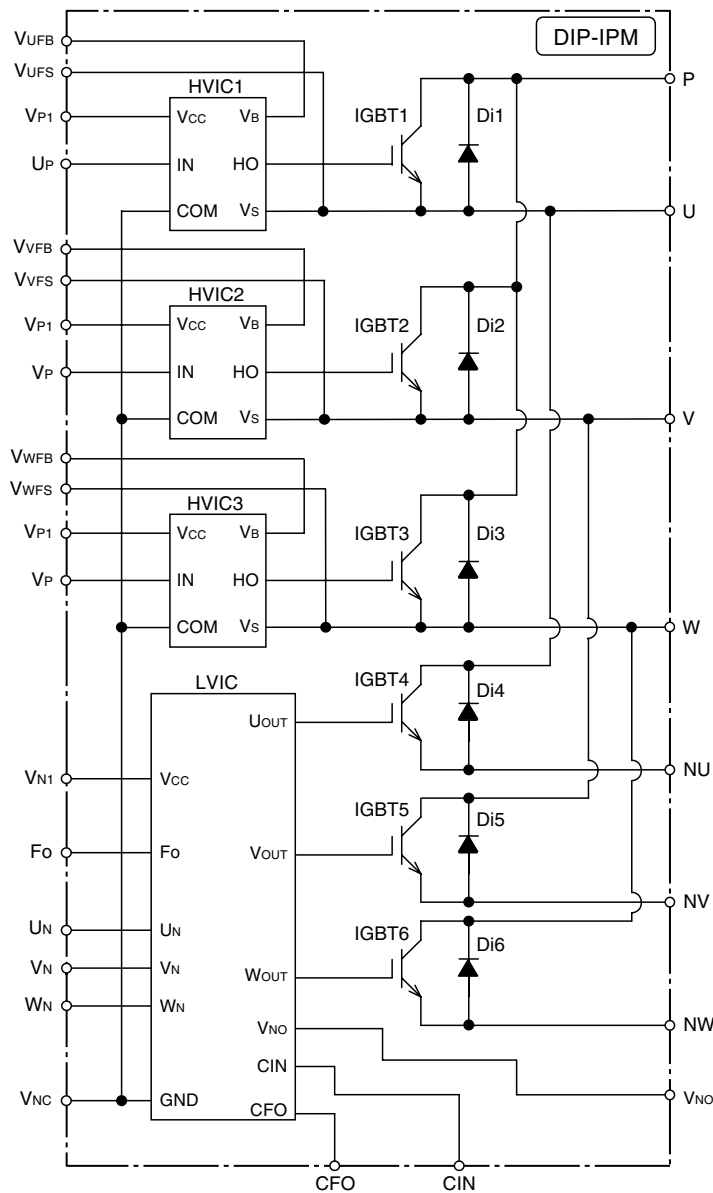 DIP-IPM
VUFB
VUFS
HVIC1
VP1
VCC
VB
IGBT1
Di1
P
UP
IN
HO
COM
VS
U
VVFB
VVFS
HVIC2
VP1
VCC
VB
IGBT2
Di2
VP
IN
HO
COM
VS
V
VWFB
VWFS
HVIC3
VP1
VCC
VB
IGBT3
Di3
VP
IN
HO
COM
VS
W
LVIC
IGBT4
Di4
UOUT
VN1
VCC
NU
IGBT5
Di5
Fo
Fo
VOUT
NV
UN
UN
IGBT6
Di6
VN
VN
WOUT
WN
WN
NW
VNO
CIN
VNC
GND
CFO
VNO
CFO
CIN